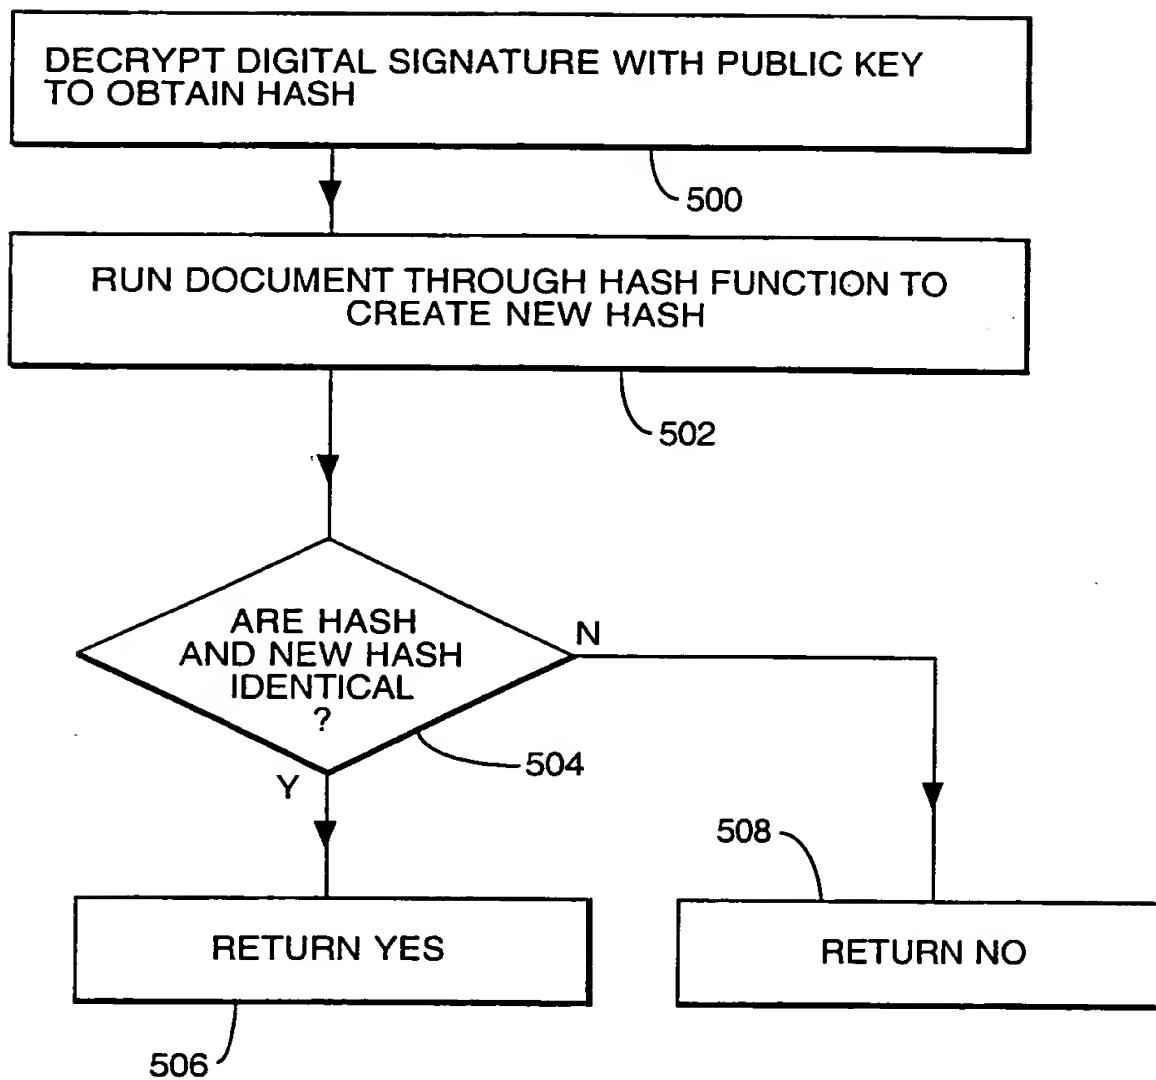 DECRYPT DIGITAL SIGNATURE WITH PUBLIC KEY
TO OBTAIN HASH
500
RUN DOCUMENT THROUGH HASH FUNCTION TO
CREATE NEW HASH
502
ARE HASH
AND NEW HASH
IDENTICAL
?
N
504
Y
508
RETURN YES
RETURN NO
506